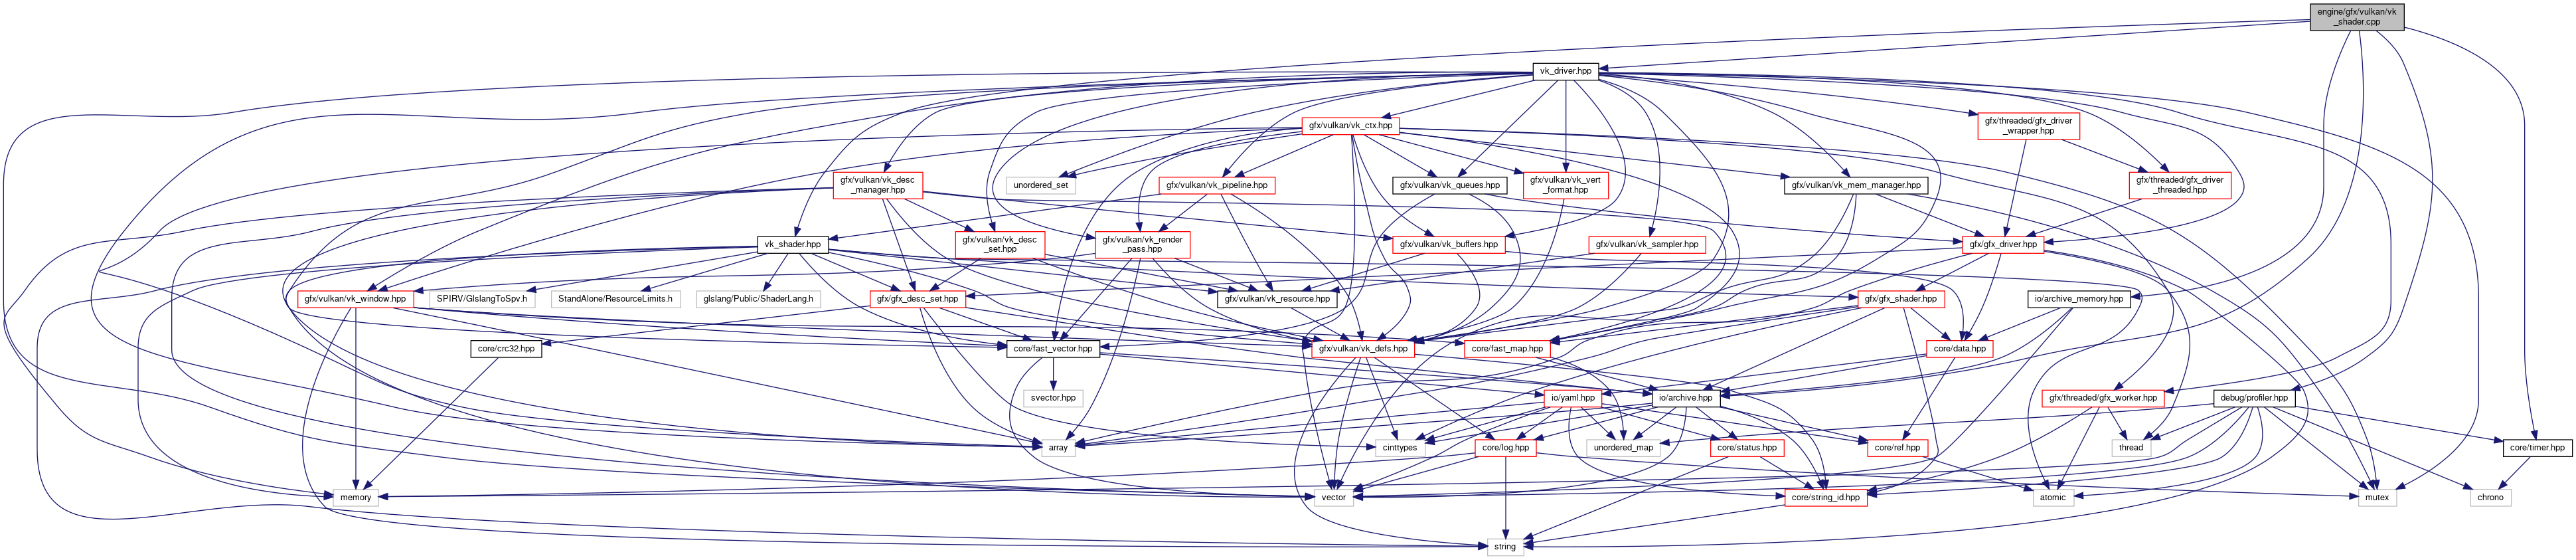 engine/gfx/vulkan/vk
_shader.cpp
vk_driver.hpp
gfx/vulkan/vk_ctx.hpp
gfx/threaded/gfx_driver
_wrapper.hpp
gfx/vulkan/vk_desc
_manager.hpp
unordered_set
gfx/vulkan/vk_pipeline.hpp
gfx/vulkan/vk_queues.hpp
gfx/vulkan/vk_vert
_format.hpp
gfx/vulkan/vk_mem_manager.hpp
gfx/threaded/gfx_driver
_threaded.hpp
vk_shader.hpp
gfx/vulkan/vk_desc
_set.hpp
gfx/vulkan/vk_render
_pass.hpp
gfx/vulkan/vk_buffers.hpp
gfx/vulkan/vk_sampler.hpp
gfx/gfx_driver.hpp
gfx/vulkan/vk_window.hpp
SPIRV/GlslangToSpv.h
StandAlone/ResourceLimits.h
glslang/Public/ShaderLang.h
gfx/gfx_desc_set.hpp
gfx/vulkan/vk_resource.hpp
gfx/gfx_shader.hpp
io/archive_memory.hpp
core/crc32.hpp
core/fast_vector.hpp
gfx/vulkan/vk_defs.hpp
core/fast_map.hpp
core/data.hpp
svector.hpp
io/yaml.hpp
io/archive.hpp
gfx/threaded/gfx_worker.hpp
debug/profiler.hpp
array
cinttypes
core/log.hpp
unordered_map
core/status.hpp
core/ref.hpp
thread
core/timer.hpp
memory
vector
core/string_id.hpp
atomic
mutex
chrono
string